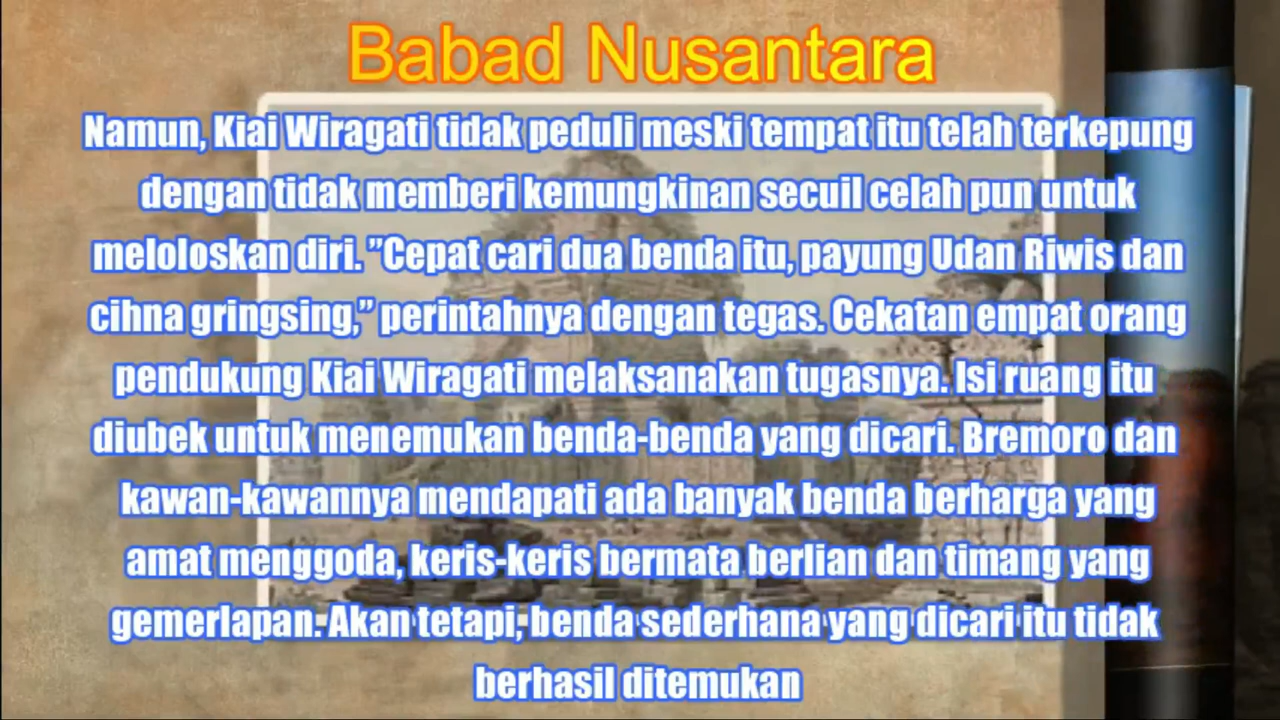 Babad Nusantara
Namun, Kiai Wiragati tidak peduli meski tempat itu telah terkepung
dengan tidak memberi kemungkinan secuil celah pun untuk
meloloskan diri. ”Cepat cari dua benda itu, payung Udan Riwis dan
cihna gringsing,” perintahnya dengan tegas. Cekatan empat orang
pendukung Kiai Wiragati melaksanakan tugasnya. Isi ruang itu
diubek untuk menemukan benda-benda yang dicari. Bremoro dan
kawan-kawannya mendapati ada banyak benda berharga yang
amat menggoda, keris-keris bermata berlian dan timang yang
gemerlapan. Akan tetapi, benda sederhana yang dicari itu tidak
berhasil ditemukan